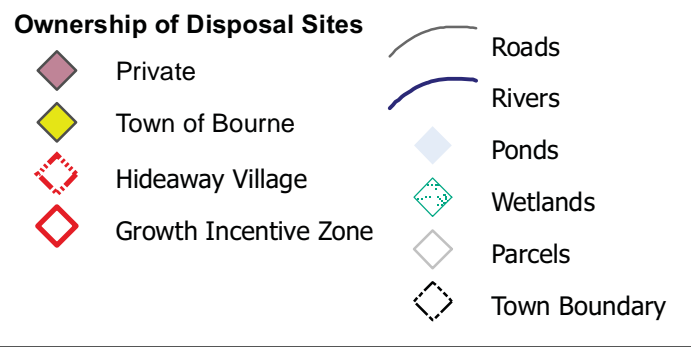 Ownership of Disposal Sites
Private
Town of Bourne
Hideaway Village
Growth Incentive Zone
Roads
Rivers
Ponds
Wetlands
Parcels
Town Boundary